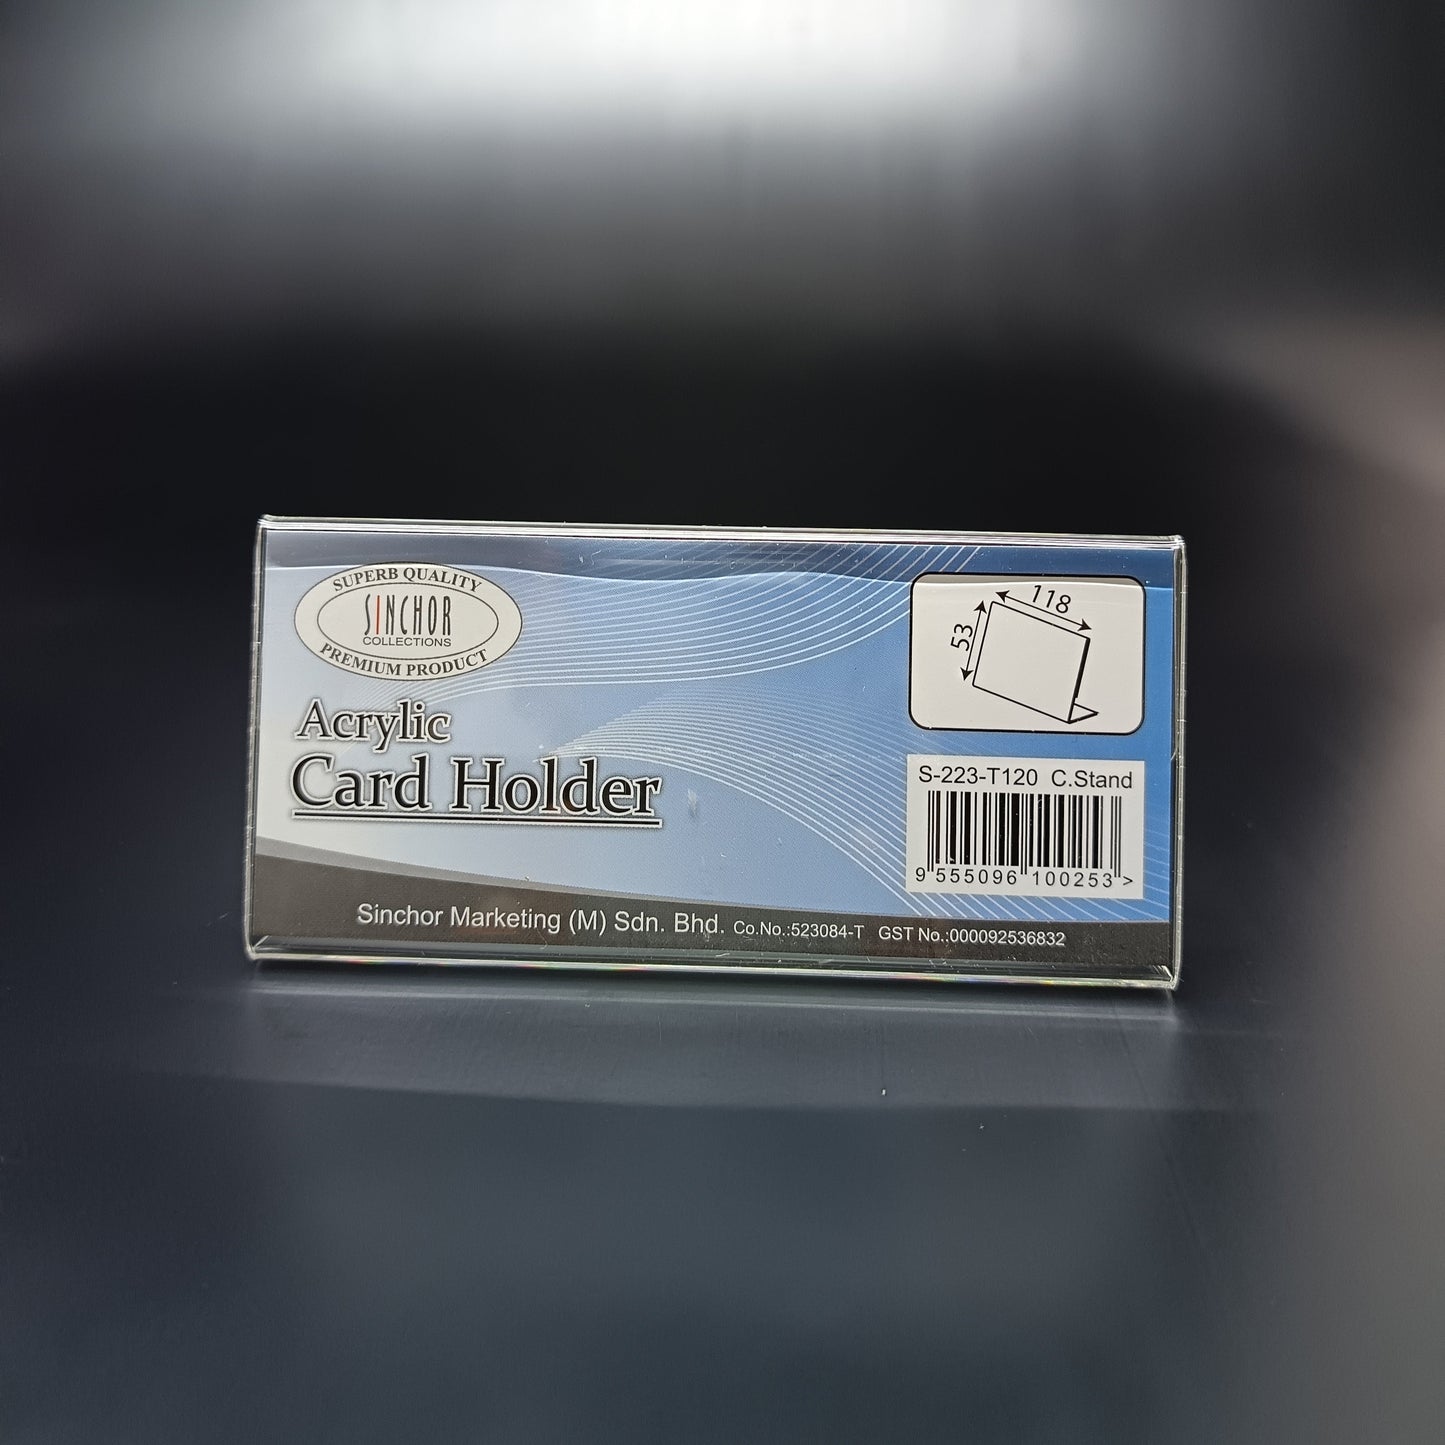 SUPERB QUALITY
SINCHOR
COLLECTIONS
PREMIUM PRODUCT
Acrylic
Card Holder
118
53
S-223-T120 C.Stand
9 555096 100253 >
Sinchor Marketing (M) Sdn. Bhd. Co.No.:523084-T GST No.:000092536832